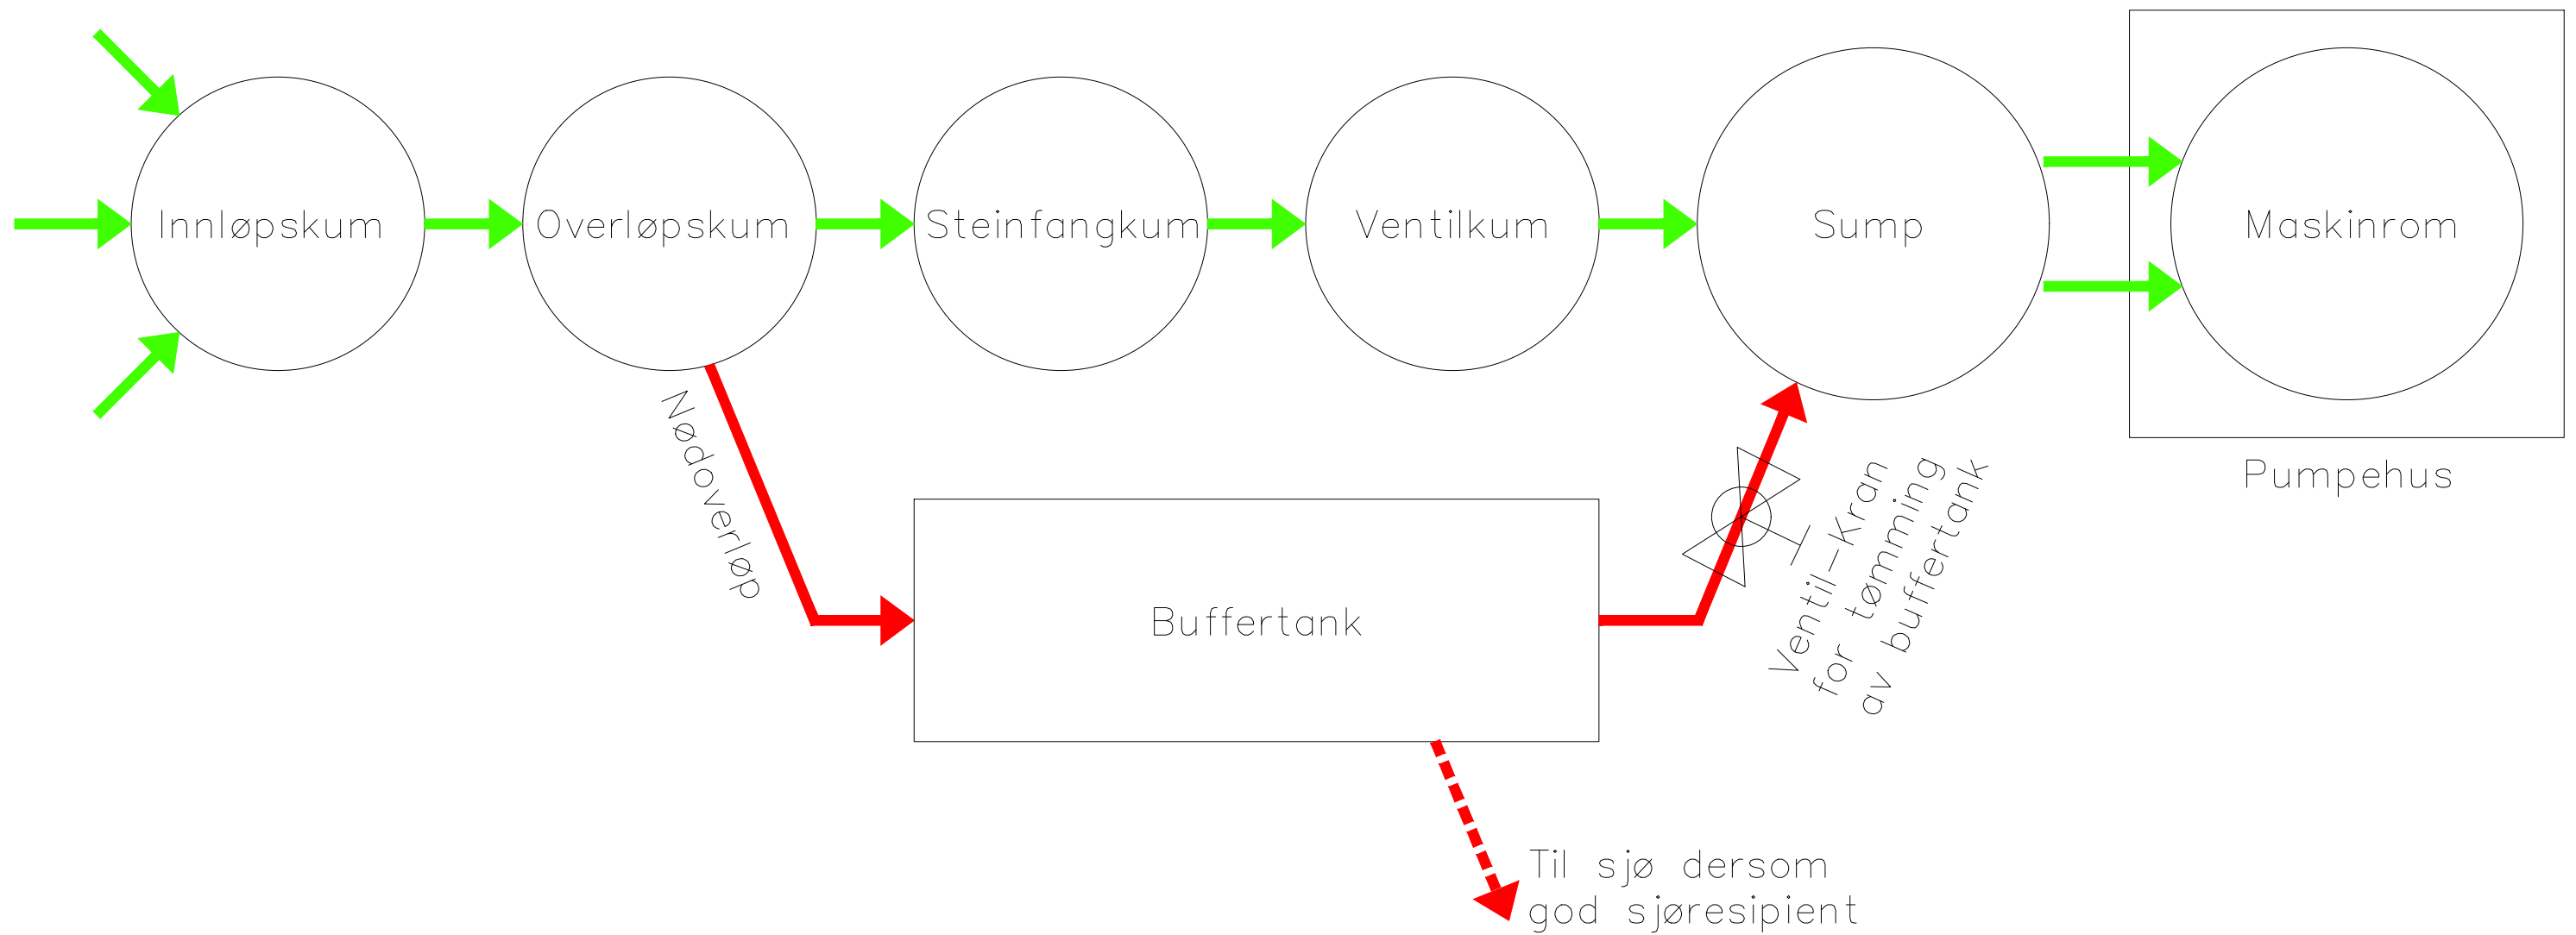 Innløpskum
Overløpskum
Steinfangkum
Ventilkum
Sump
Maskinrom
Pumpehus
Nødoverløp
Buffertank
Ventil-Kran
for tømming
av buffertank
Til sjø dersom
god sjøresipient